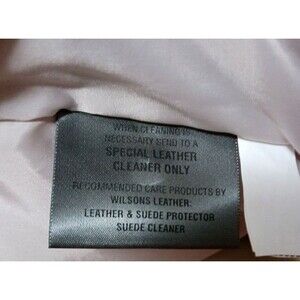 WHEN CLEANING IS
NECESSARY SEND TO A
SPECIAL LEATHER
CLEANER ONLY
RECOMMENDED CARE PRODUCTS BY
WILSONS LEATHER:
LEATHER & SUEDE PROTECTOR
SUEDE CLEANER